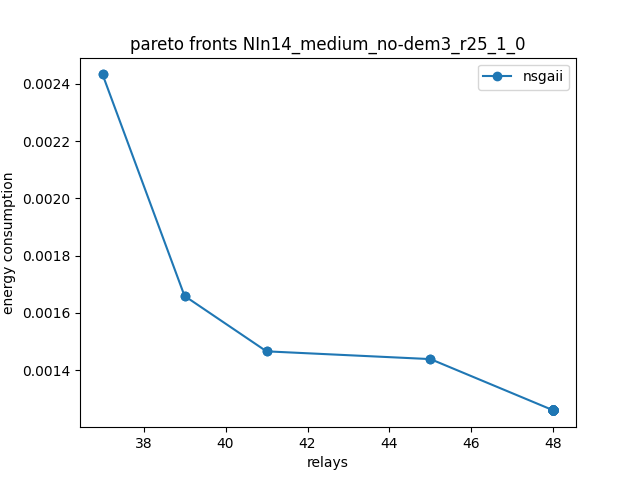 pareto fronts NIn14_medium_no-dem3_r25_1_0
nsgaii
energy consumption
0.0024
0.0022
0.0020
0.0018
0.0016
0.0014
38 40 42 44 46 48
relays